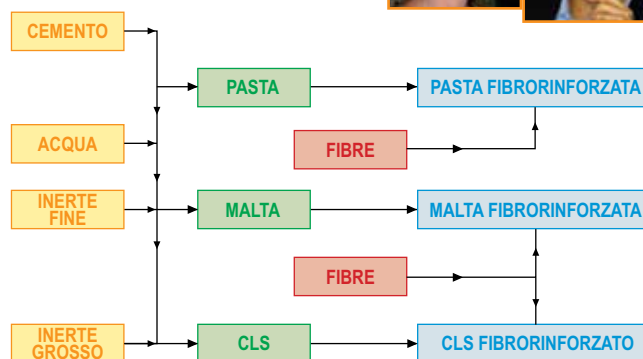 CEMENTO
PASTA
PASTA FIBRORINFORZATA
ACQUA
FIBRE
INERTE
FINE
MALTA
MALTA FIBRORINFORZATA
FIBRE
INERTE
GROSSO
CLS
CLS FIBRORINFORZATO